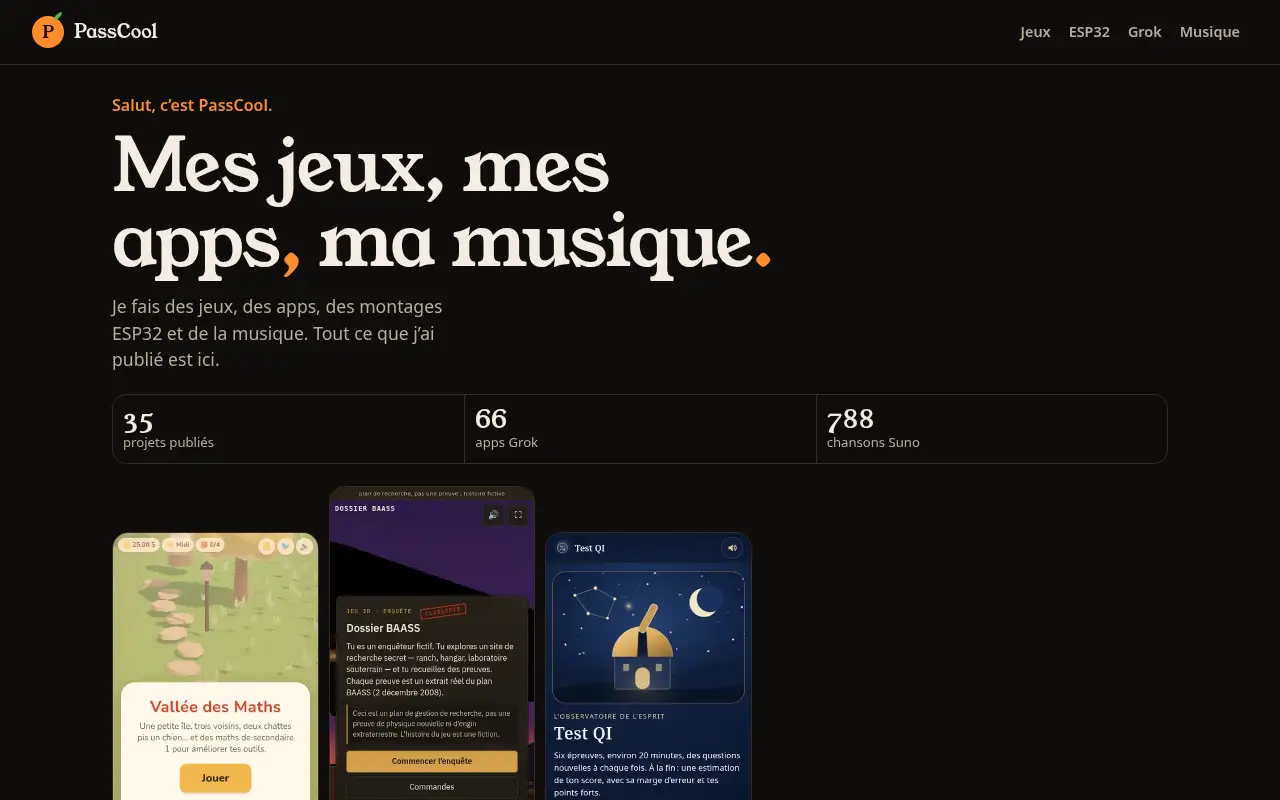 P PassCool
Jeux ESP32 Grok Musique
Salut, c’est PassCool.
Mes jeux, mes
apps, ma musique.
Je fais des jeux, des apps, des montages
ESP32 et de la musique. Tout ce que j’ai
publié est ici.
35
projets publiés
66
apps Grok
788
chansons Suno
25,00 $ Midi 0/4
Vallée des Maths
Une petite île, trois voisins, deux chattes
pis un chien… et des maths de secondaire
1 pour améliorer tes outils.
Jouer
plan de recherche, pas une preuve ; histoire fictive
DOSSIER BAASS
JEU 3D · ENQUÊTE
Dossier BAASS
Tu es un enquêteur fictif. Tu explores un site de
recherche secret — ranch, hangar, laboratoire
souterrain — et tu recueilles des preuves.
Chaque preuve est un extrait réel du plan
BAASS (2 décembre 2008).
Ceci est un plan de gestion de recherche, pas une
preuve de physique nouvelle ni d’engin
extraterrestre. L’histoire du jeu est une fiction.
Commencer l’enquête
Commandes
Test QI
L’OBSERVATOIRE DE L’ESPRIT
Test QI
Six épreuves, environ 20 minutes, des questions
nouvelles à chaque fois. À la fin : une estimation
de ton score, avec sa marge d’erreur et tes
points forts.